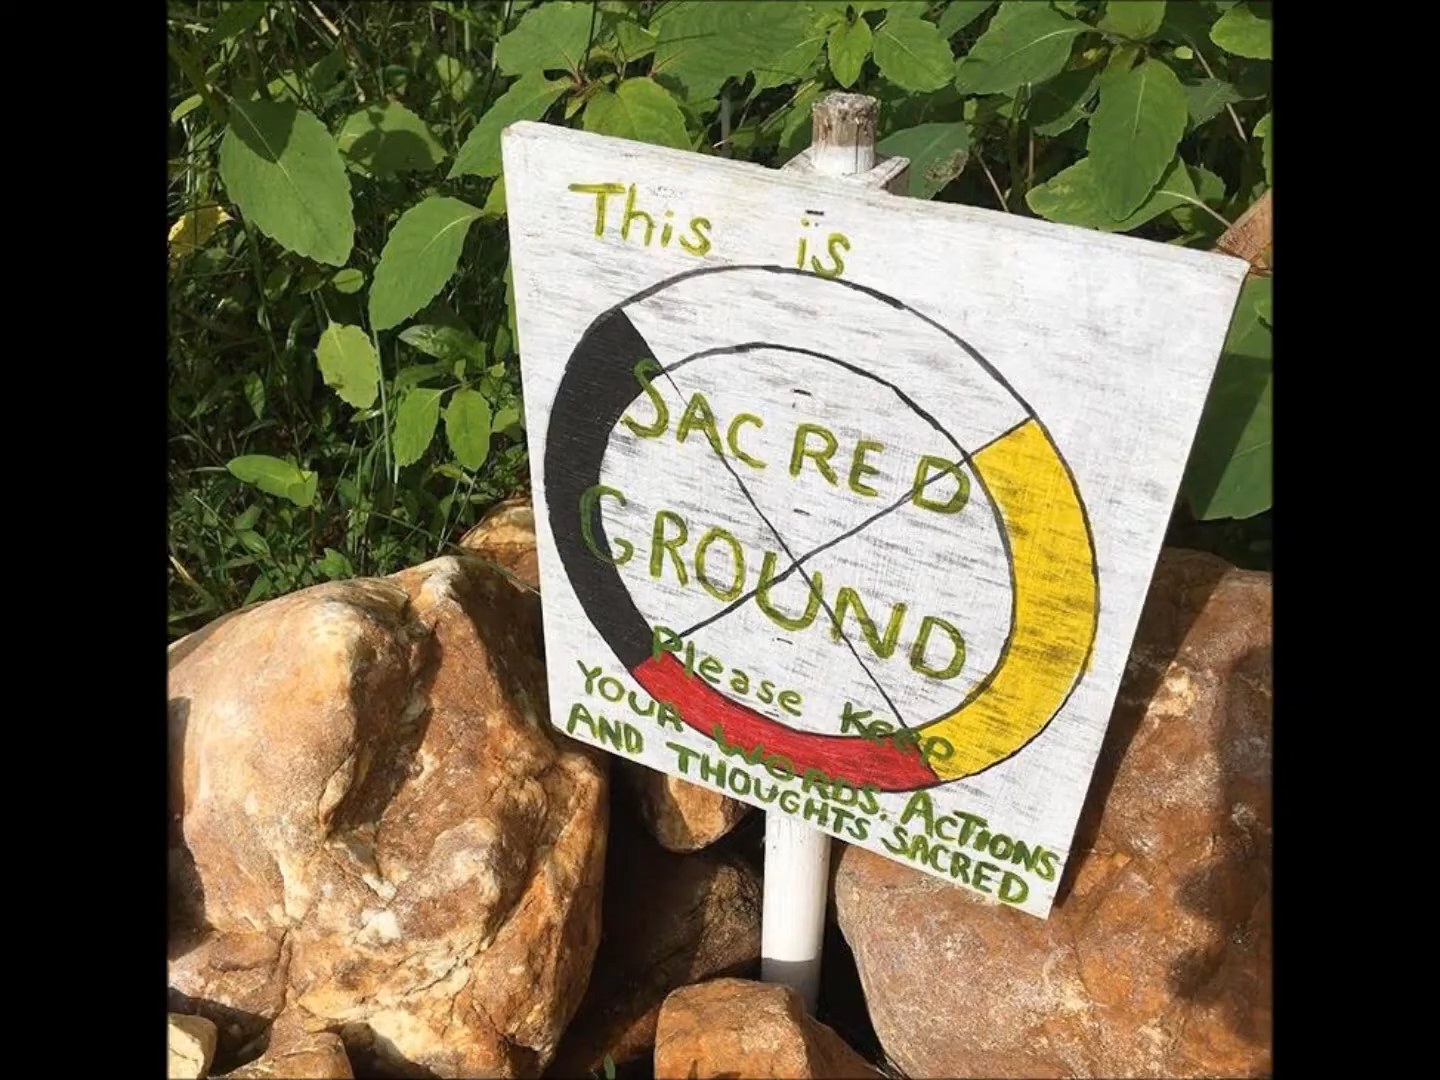 This is
SACRED
GROUND
Please Keep
YOUR WORDS, ACTIONS
AND THOUGHTS SACRED